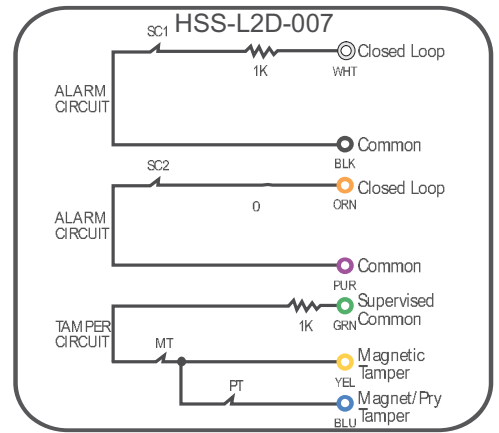 HSS-L2D-007
SC1
Closed Loop
1K
WHT
ALARM
CIRCUIT
Common
BLK
SC2
Closed Loop
0
ORN
ALARM
CIRCUIT
Common
PUR
Supervised
Common
1K
GRN
TAMPER
CIRCUIT
MT
Magnetic
Tamper
YEL
PT
Magnet/Pry
Tamper
BLU